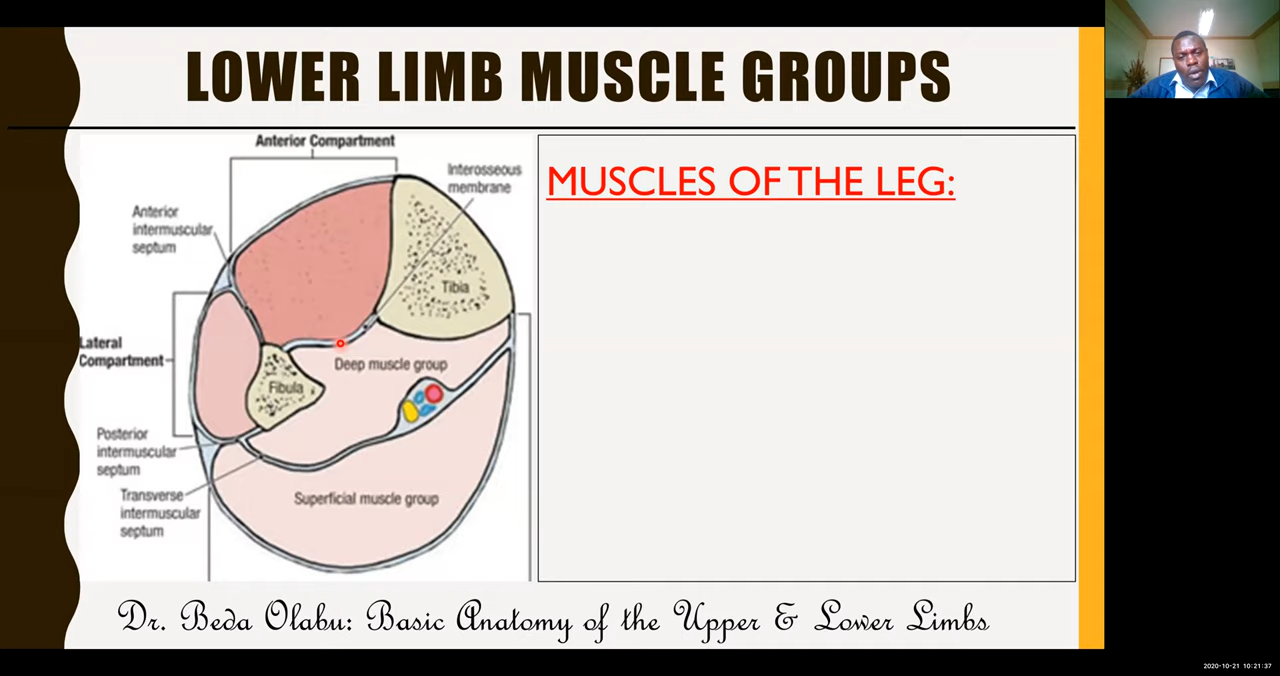 LOWER LIMB MUSCLE GROUPS
Anterior Compartment
Interosseous
membrane
Anterior
intermuscular
septum
Tibia
Lateral
Compartment
Deep muscle group
Fibula
Posterior
intermuscular
septum
Transverse
intermuscular
septum
Superficial muscle group
MUSCLES OF THE LEG:
Dr. Beda Olabu: Basic Anatomy of the Upper & Lower Limbs
2020-10-21 10:21:37